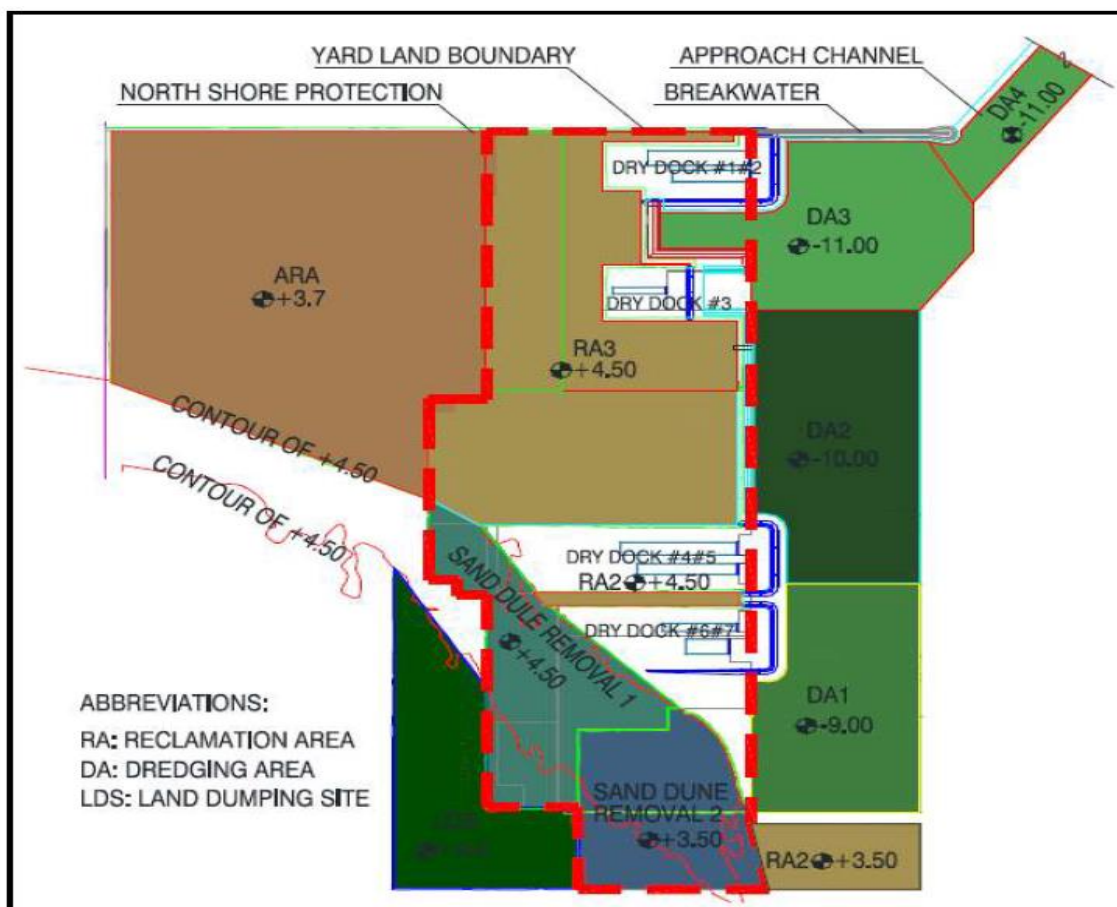 YARD LAND BOUNDARY
APPROACH CHANNEL
NORTH SHORE PROTECTION
BREAKWATER
DA4
-11.00
DRY DOCK #1#2
DA3
-11.00
ARA
+3.7
DRY DOCK #3
RA3
+4.50
CONTOUR OF +4.50
CONTOUR OF +4.50
DA2
-10.00
DRY DOCK #4#5
RA2 +4.50
SAND DULE REMOVAL 1
+4.50
DRY DOCK #6#7
DA1
-9.00
ABBREVIATIONS:
RA: RECLAMATION AREA
DA: DREDGING AREA
LDS: LAND DUMPING SITE
SAND DUNE
REMOVAL 2
+3.50
RA2 +3.50